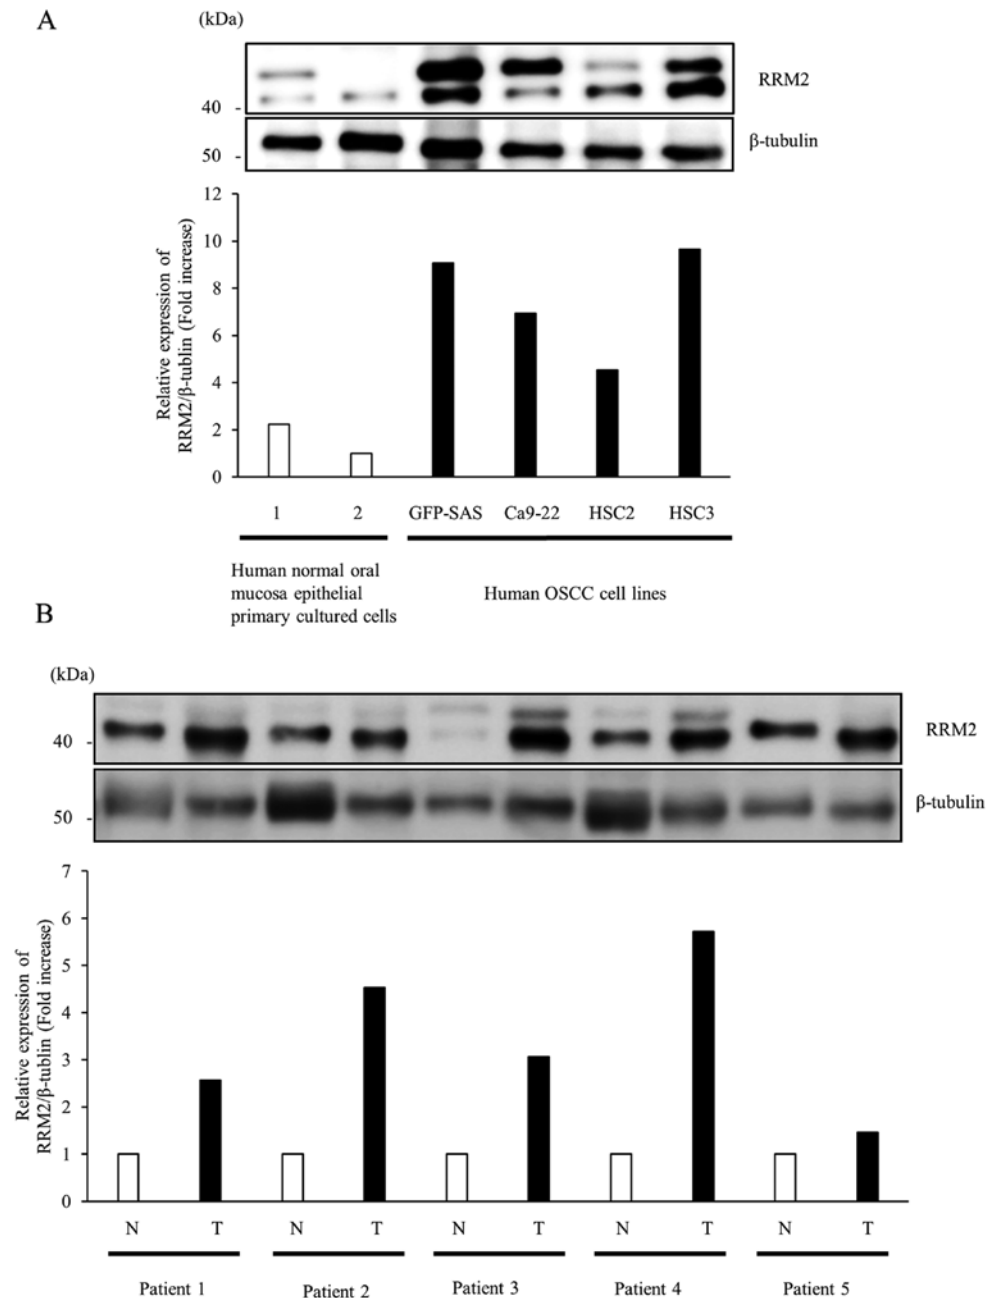 A
(kDa)
RRM2
40 -
β-tubulin
50 -
12
10
8
6
4
2
0
Relative expression of
RRM2/β-tublin (Fold increase)
1 2 GFP-SAS Ca9-22 HSC2 HSC3
Human normal oral
mucosa epithelial
primary cultured cells
Human OSCC cell lines
B
(kDa)
RRM2
40 -
β-tubulin
50 -
7
6
5
4
3
2
1
0
Relative expression of
RRM2/β-tublin (Fold increase)
N T N T N T N T N T
Patient 1 Patient 2 Patient 3 Patient 4 Patient 5